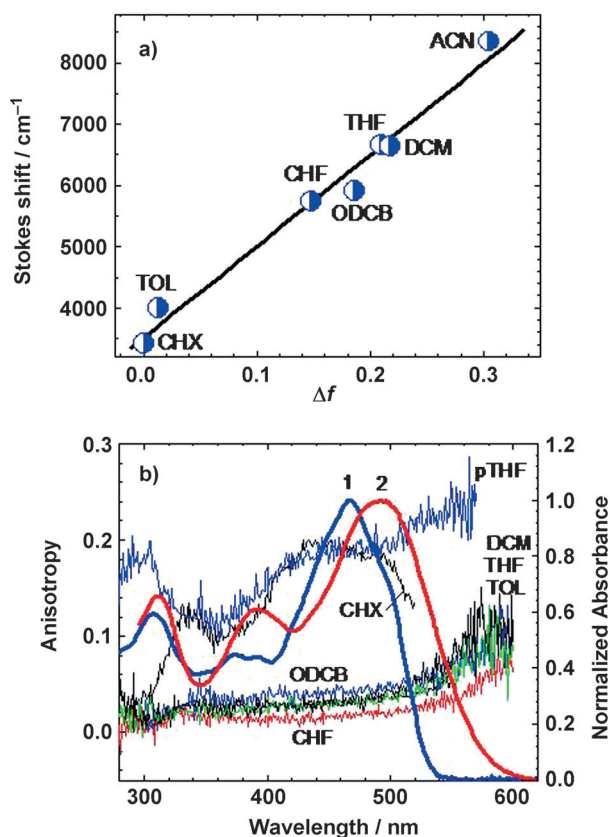 a)
ACN
THF
DCM
CHF
ODCB
TOL
CHX
8000
7000
6000
5000
4000
Stokes shift / cm⁻¹
0.0 0.1 0.2 0.3
Δf
b)
1 2
pTHF
DCM
THF
TOL
CHX
ODCB
CHF
0.3
0.2
0.1
0.0
Anisotropy
1.2
1.0
0.8
0.6
0.4
0.2
0.0
Normalized Absorbance
300 400 500 600
Wavelength / nm